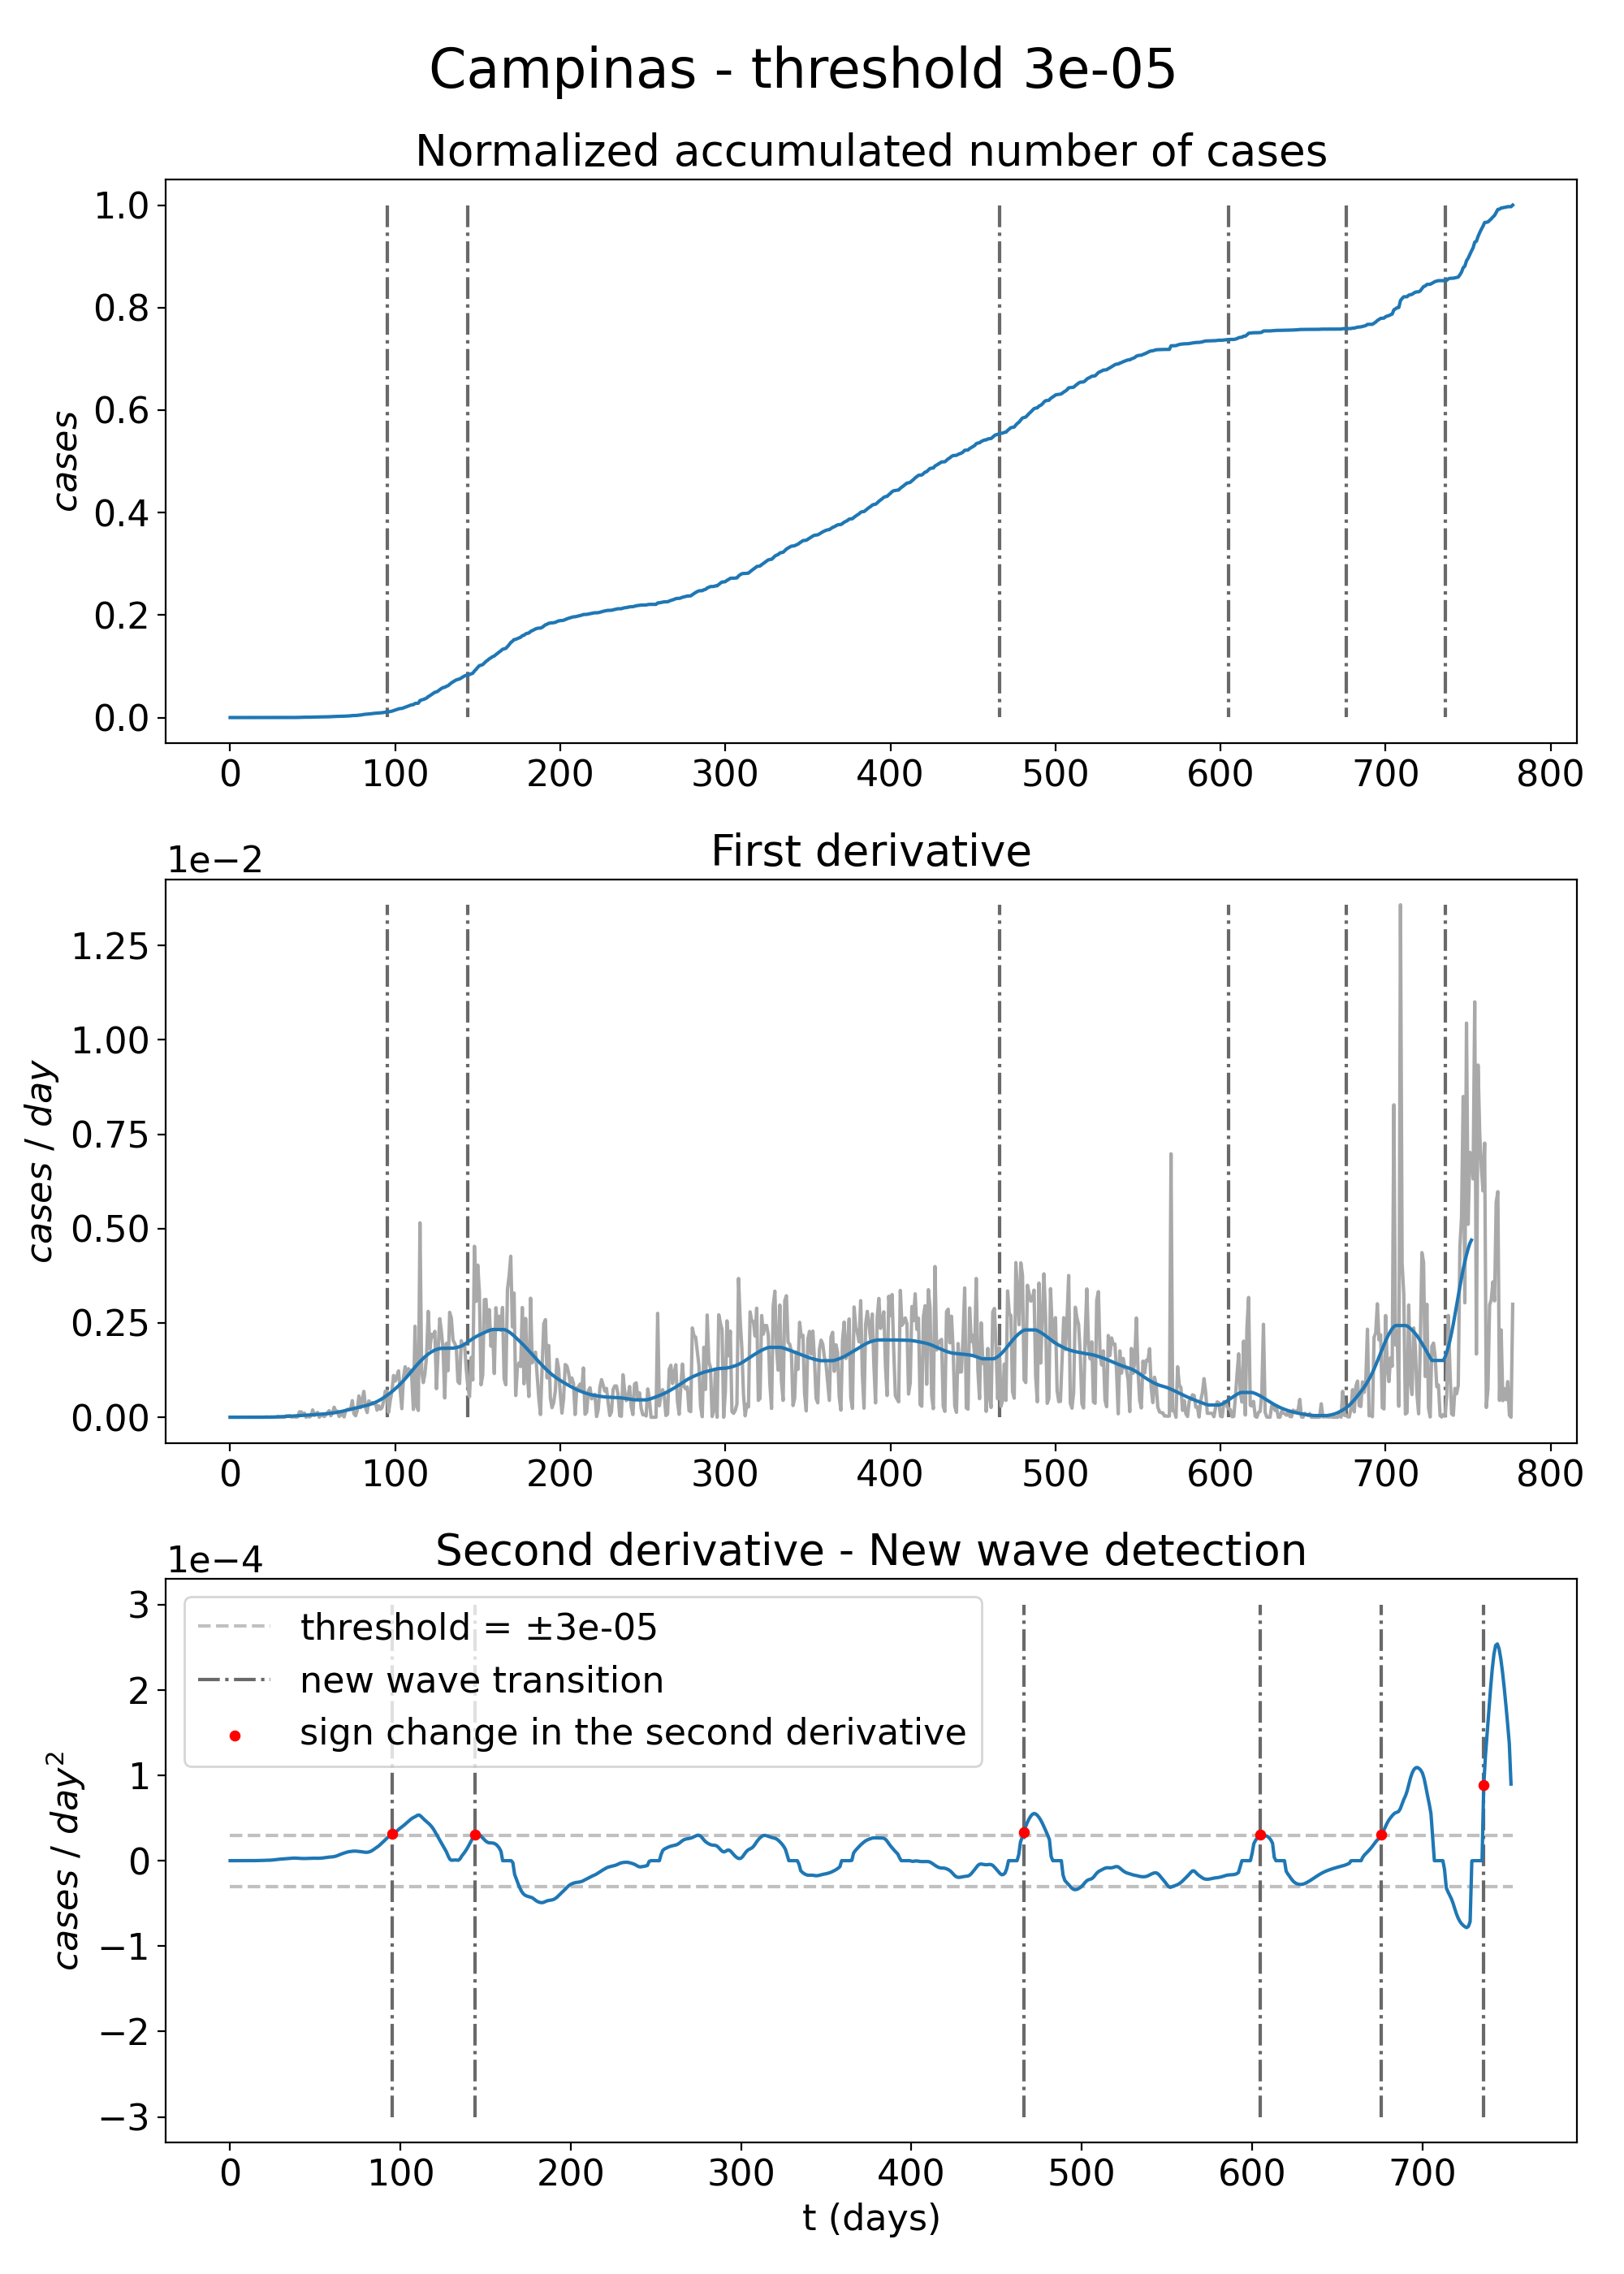 Campinas - threshold 3e-05
Normalized accumulated number of cases
1.0
0.8
0.6
0.4
0.2
0.0
cases
0 100 200 300 400 500 600 700 800
First derivative
1e−2
1.25
1.00
0.75
0.50
0.25
0.00
cases / day
0 100 200 300 400 500 600 700 800
Second derivative - New wave detection
1e−4
3
2
1
0
−1
−2
−3
cases / day²
threshold = ±3e-05
new wave transition
sign change in the second derivative
0 100 200 300 400 500 600 700
t (days)